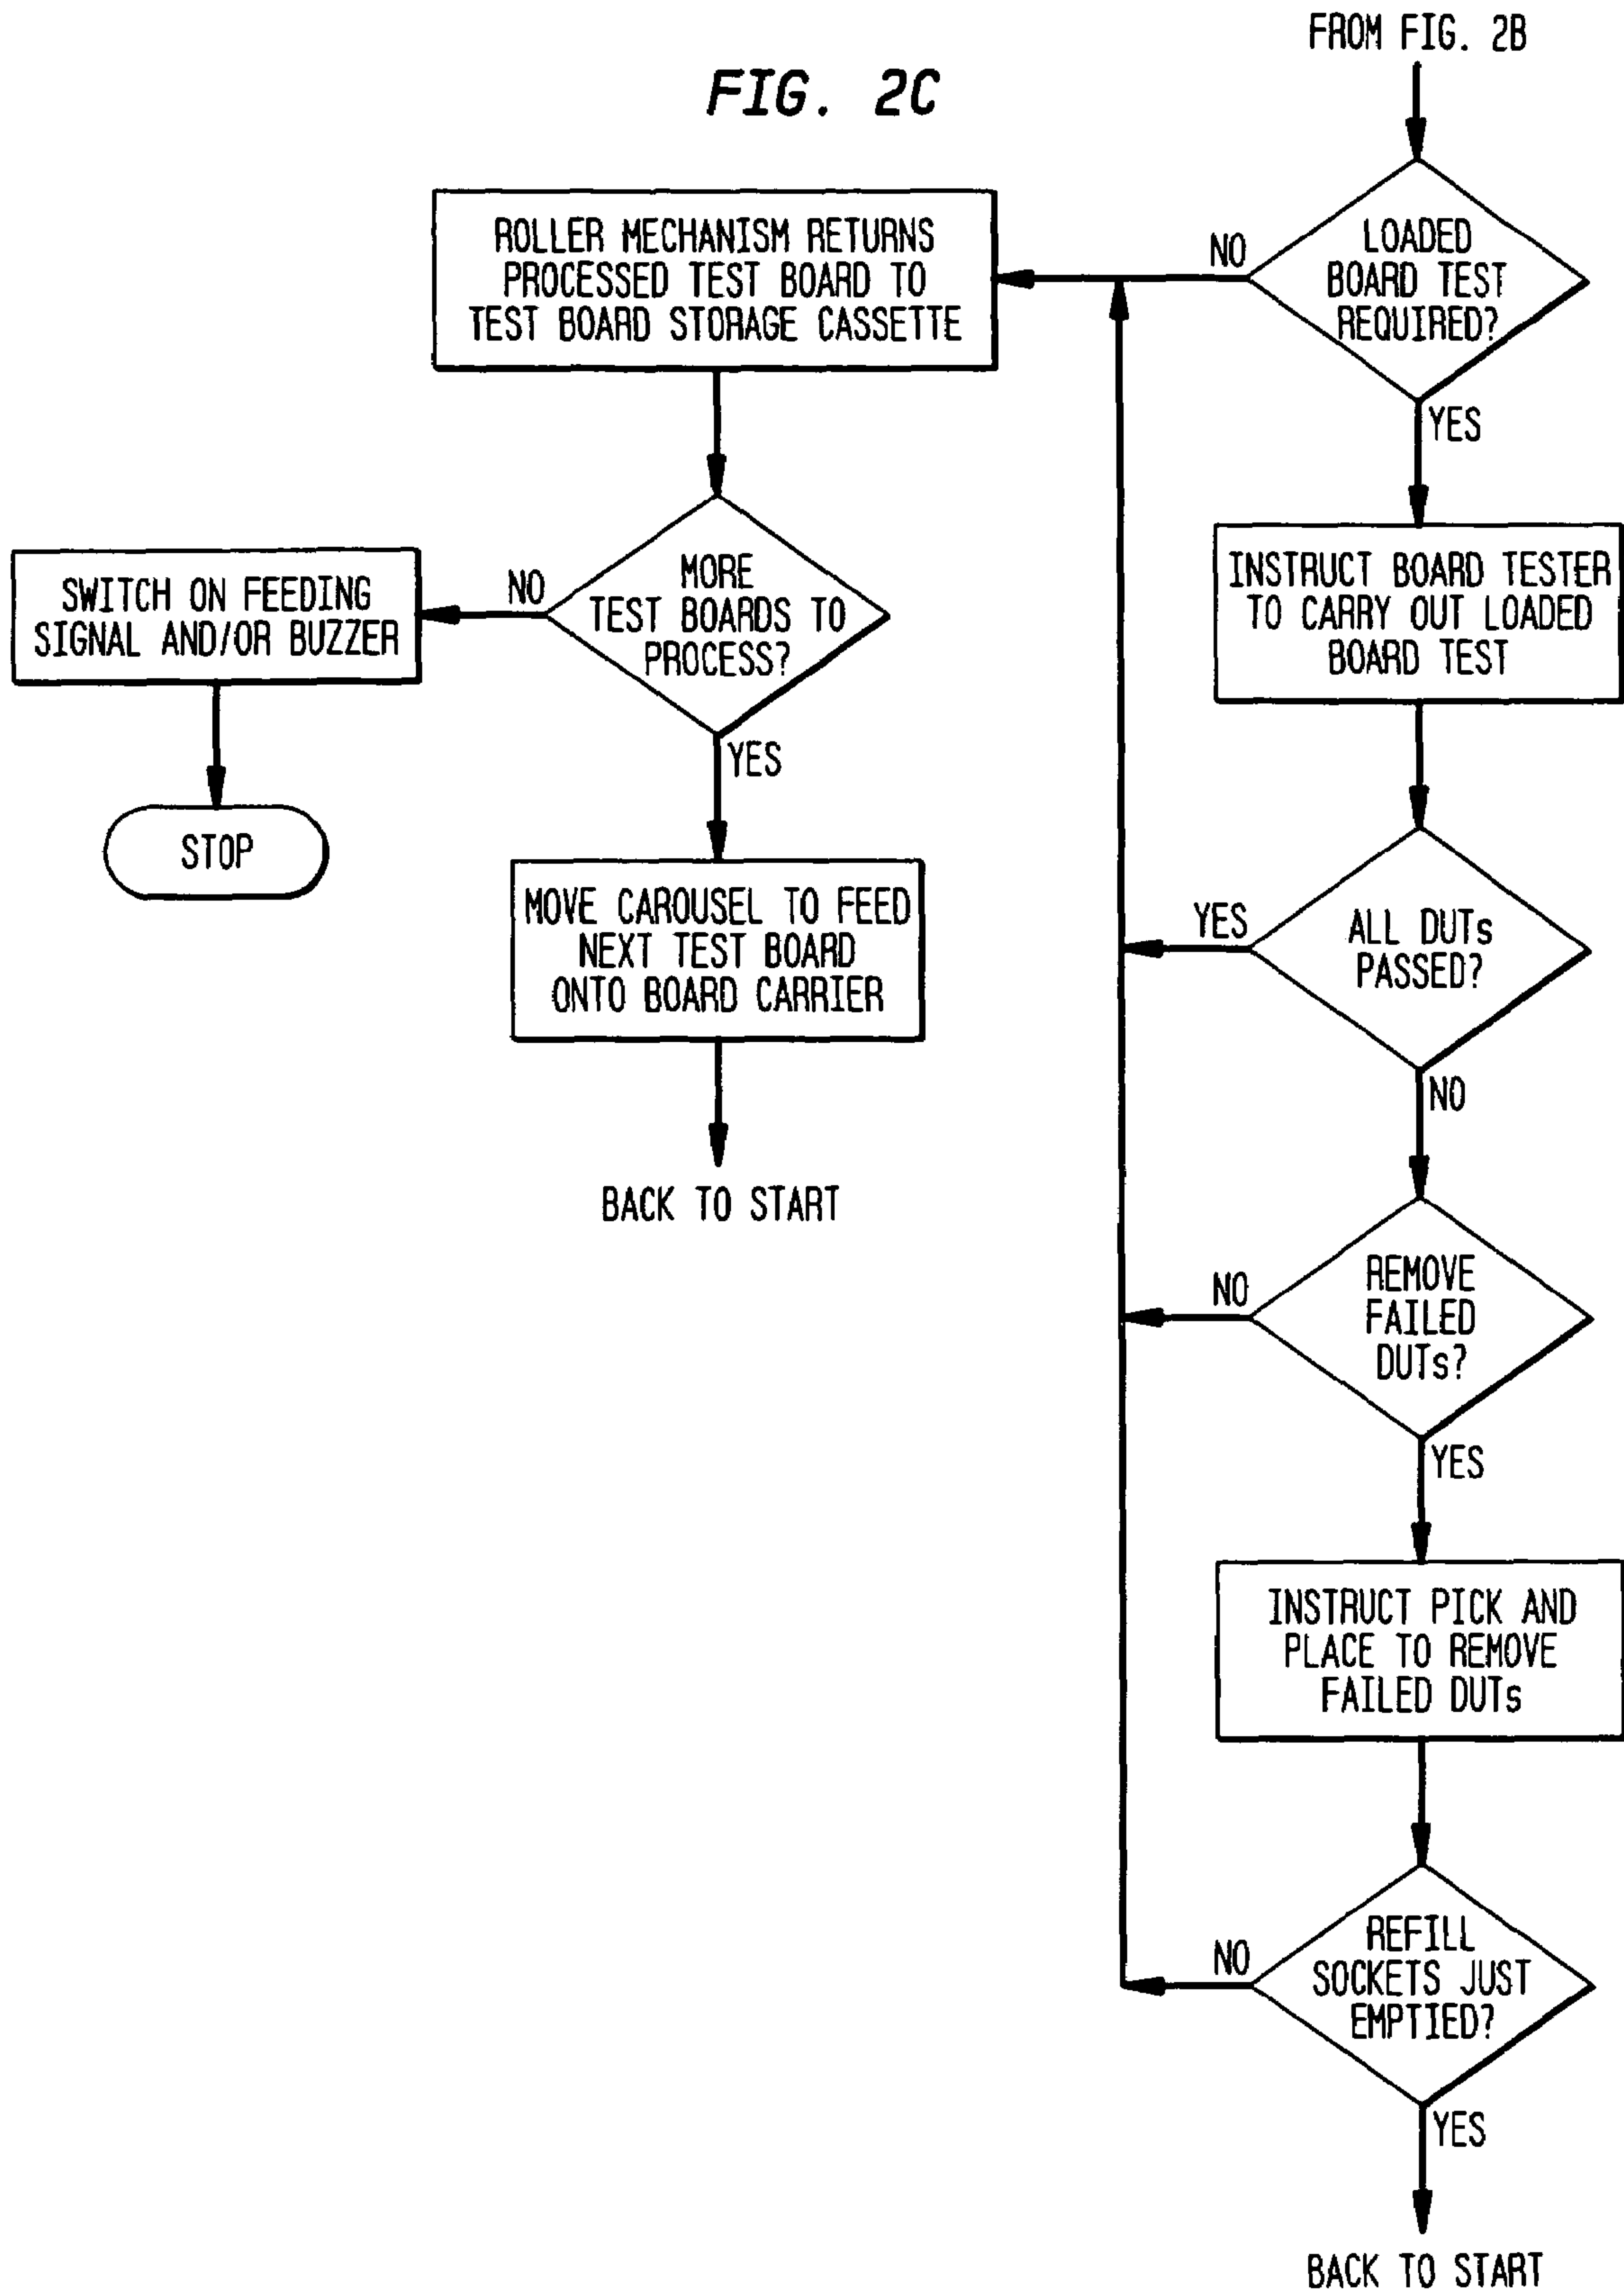 FROM FIG. 2B
FIG. 2C
LOADED
BOARD TEST
REQUIRED?
NO
YES
ROLLER MECHANISM RETURNS
PROCESSED TEST BOARD TO
TEST BOARD STORAGE CASSETTE
MORE
TEST BOARDS TO
PROCESS?
NO
YES
SWITCH ON FEEDING
SIGNAL AND/OR BUZZER
STOP
MOVE CAROUSEL TO FEED
NEXT TEST BOARD
ONTO BOARD CARRIER
BACK TO START
INSTRUCT BOARD TESTER
TO CARRY OUT LOADED
BOARD TEST
ALL DUTs
PASSED?
YES
NO
REMOVE
FAILED
DUTs?
NO
YES
INSTRUCT PICK AND
PLACE TO REMOVE
FAILED DUTs
REFILL
SOCKETS JUST
EMPTIED?
NO
YES
BACK TO START